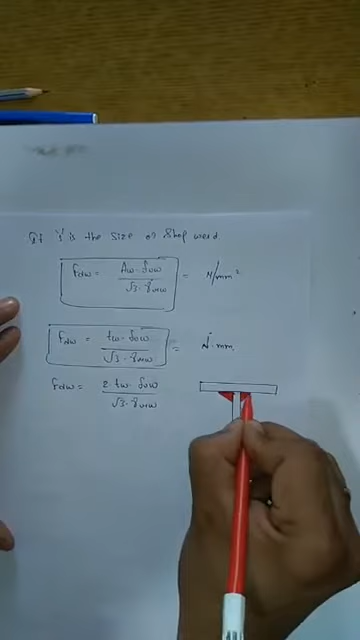 If 's' is the size of Shop weld
fdw = Aw · fuw / √3 · γmw = N/mm²
fdw = tw · fuw / √3 · γmw = N · mm
fdw = 2 · tw · fuw / √3 · γmw